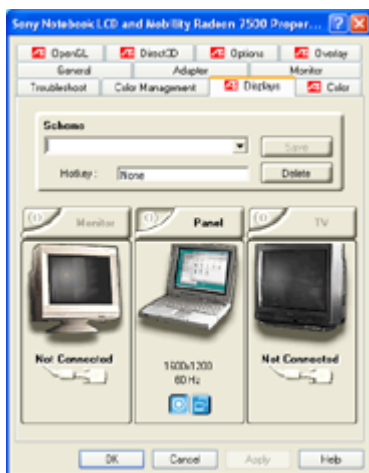 Sony Notebook LCD and Mobility Radeon 7500 Proper...
OpenGL Direct3D Options Overlay
General Adapter Monitor
Troubleshoot Color Management Displays Color
Scheme
Save
Hotkey: None Delete
Monitor Panel TV
Not Connected 1600x1200 Not Connected
60 Hz
OK Cancel Apply Help